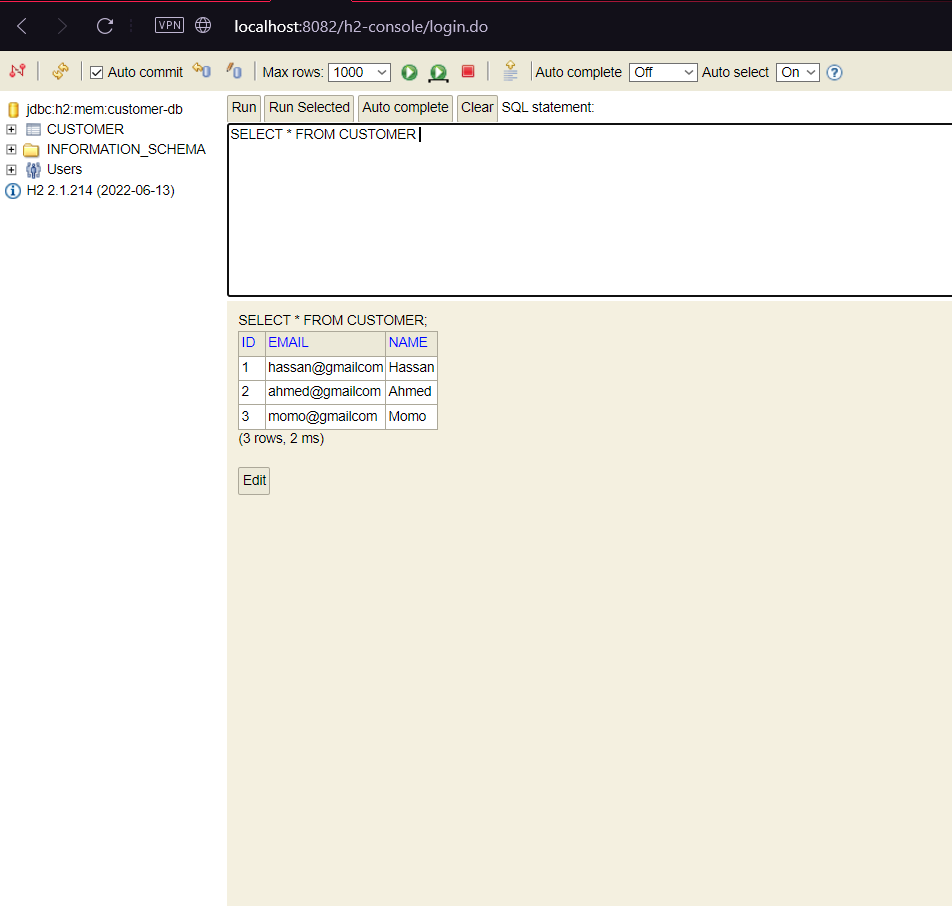 VPN localhost:8082/h2-console/login.do
Auto commit Max rows: 1000 Auto complete Off Auto select On ?
jdbc:h2:mem:customer-db
CUSTOMER
INFORMATION_SCHEMA
Users
H2 2.1.214 (2022-06-13)
Run Run Selected Auto complete Clear SQL statement:
SELECT * FROM CUSTOMER
SELECT * FROM CUSTOMER;
ID EMAIL NAME
1 hassan@gmailcom Hassan
2 ahmed@gmailcom Ahmed
3 momo@gmailcom Momo
(3 rows, 2 ms)
Edit